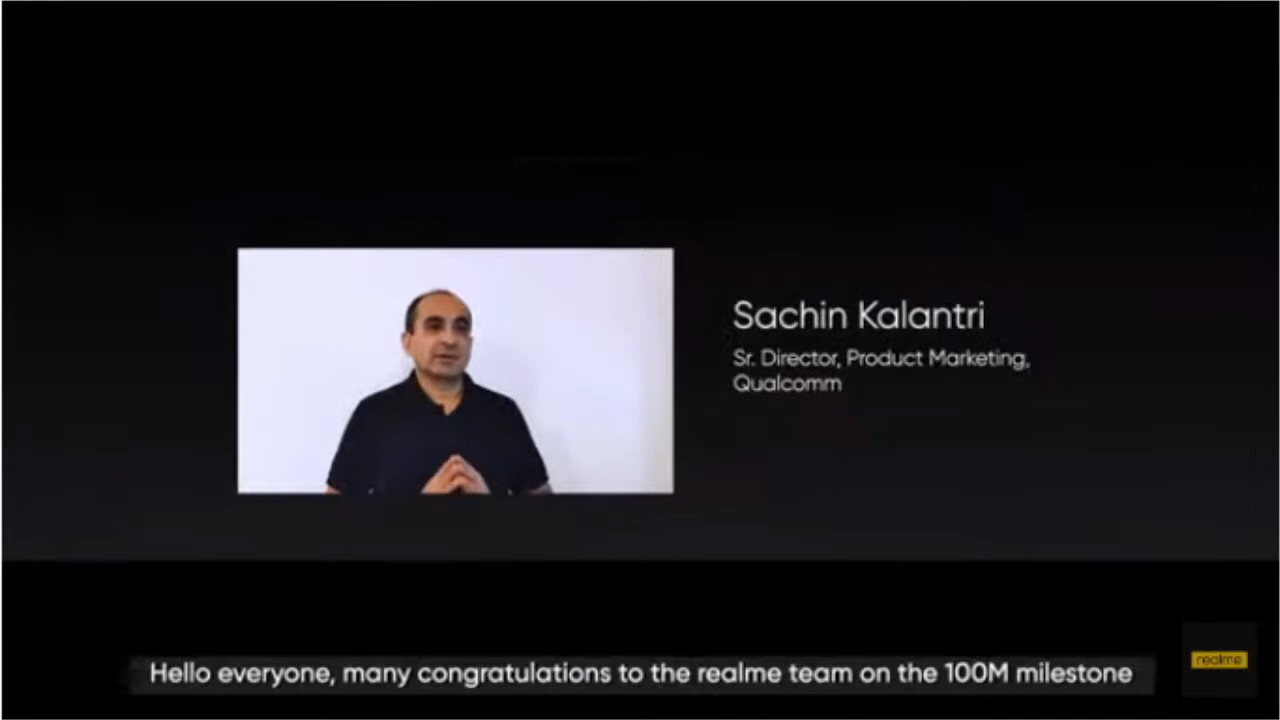 Sachin Kalantri
Sr. Director, Product Marketing,
Qualcomm
Hello everyone, many congratulations to the realme team on the 100M milestone
realme